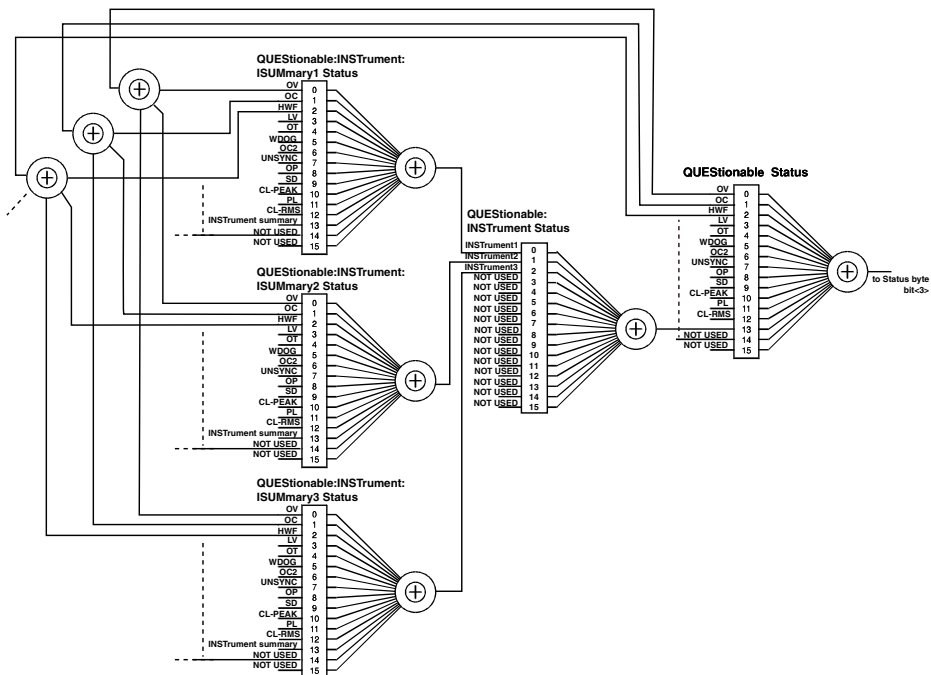 QUEStionable:INSTrument:
ISUMmary1 Status
OV 0
OC 1
HWF 2
LV 3
OT 4
WDOG 5
OC2 6
UNSYNC 7
OP 8
SD 9
CL-PEAK 10
PL 11
CL-RMS 12
INSTrument summary 13
NOT USED 14
NOT USED 15
QUEStionable:INSTrument:
ISUMmary2 Status
OV 0
OC 1
HWF 2
LV 3
OT 4
WDOG 5
OC2 6
UNSYNC 7
OP 8
SD 9
CL-PEAK 10
PL 11
CL-RMS 12
INSTrument summary 13
NOT USED 14
NOT USED 15
QUEStionable:INSTrument:
ISUMmary3 Status
OV 0
OC 1
HWF 2
LV 3
OT 4
WDOG 5
OC2 6
UNSYNC 7
OP 8
SD 9
CL-PEAK 10
PL 11
CL-RMS 12
INSTrument summary 13
NOT USED 14
NOT USED 15
QUEStionable:
INSTrument Status
INSTrument1 0
INSTrument2 1
INSTrument3 2
NOT USED 3
NOT USED 4
NOT USED 5
NOT USED 6
NOT USED 7
NOT USED 8
NOT USED 9
NOT USED 10
NOT USED 11
NOT USED 12
NOT USED 13
NOT USED 14
NOT USED 15
QUEStionable Status
OV 0
OC 1
HWF 2
LV 3
OT 4
WDOG 5
OC2 6
UNSYNC 7
OP 8
SD 9
CL-PEAK 10
PL 11
CL-RMS 12
13
NOT USED 14
NOT USED 15
to Status byte
bit<3>